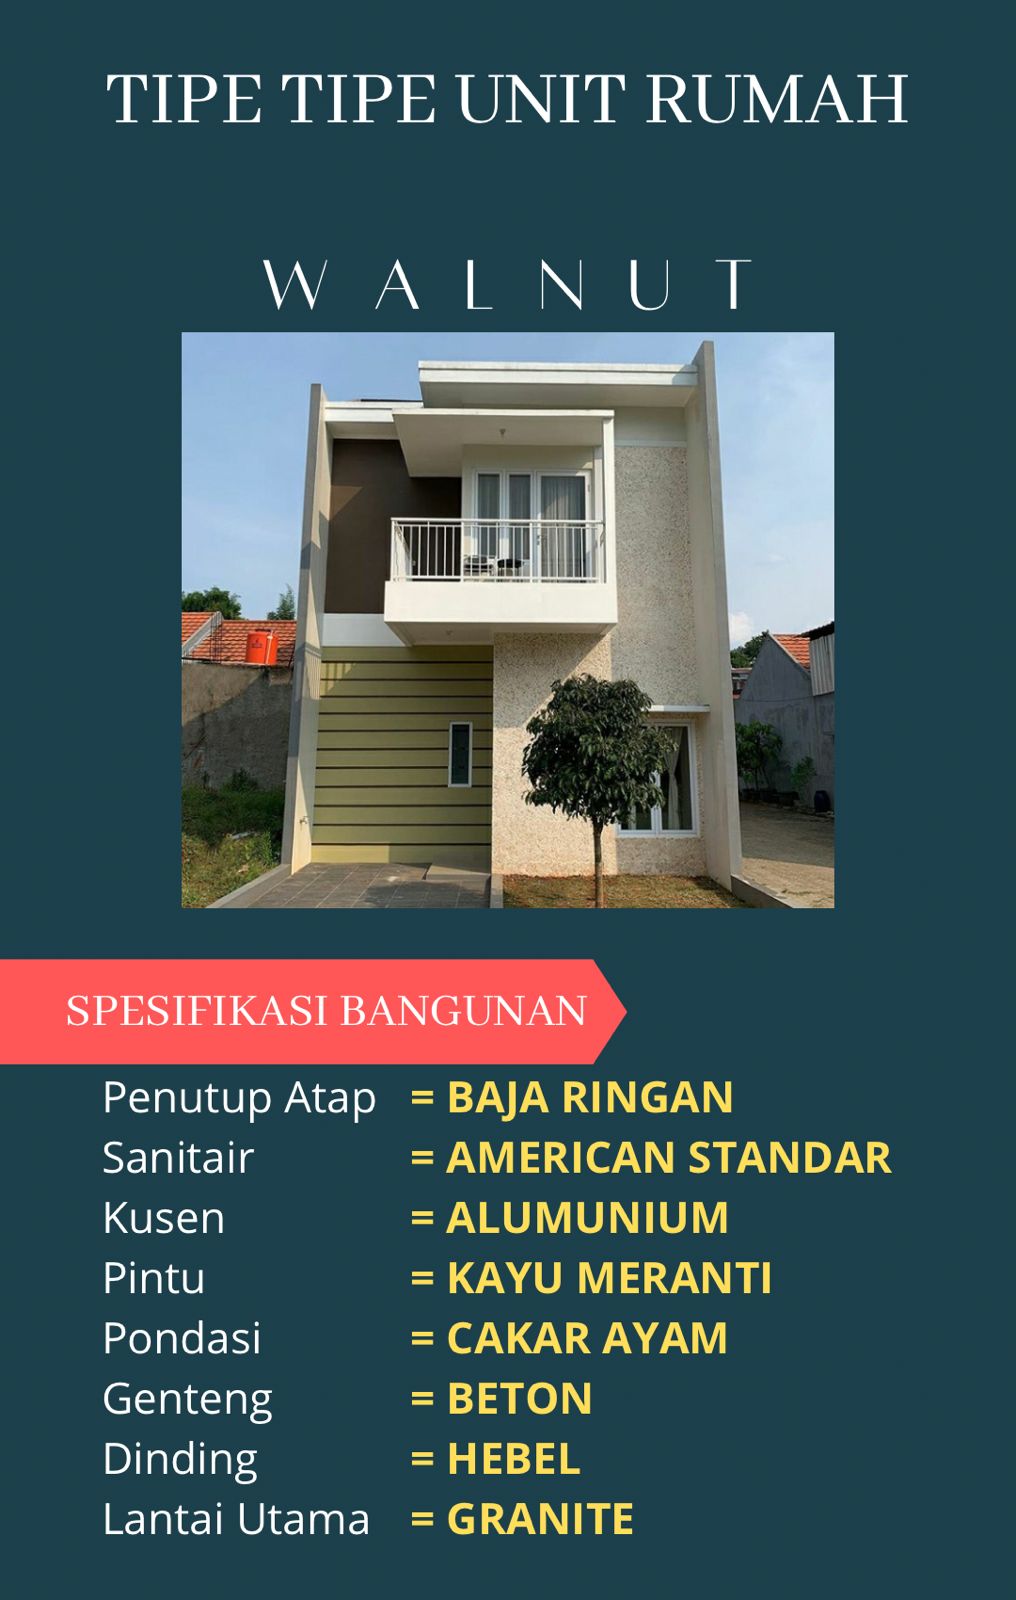 TIPE TIPE UNIT RUMAH
WALNUT
SPESIFIKASI BANGUNAN
Penutup Atap = BAJA RINGAN
Sanitair = AMERICAN STANDAR
Kusen = ALUMUNIUM
Pintu = KAYU MERANTI
Pondasi = CAKAR AYAM
Genteng = BETON
Dinding = HEBEL
Lantai Utama = GRANITE